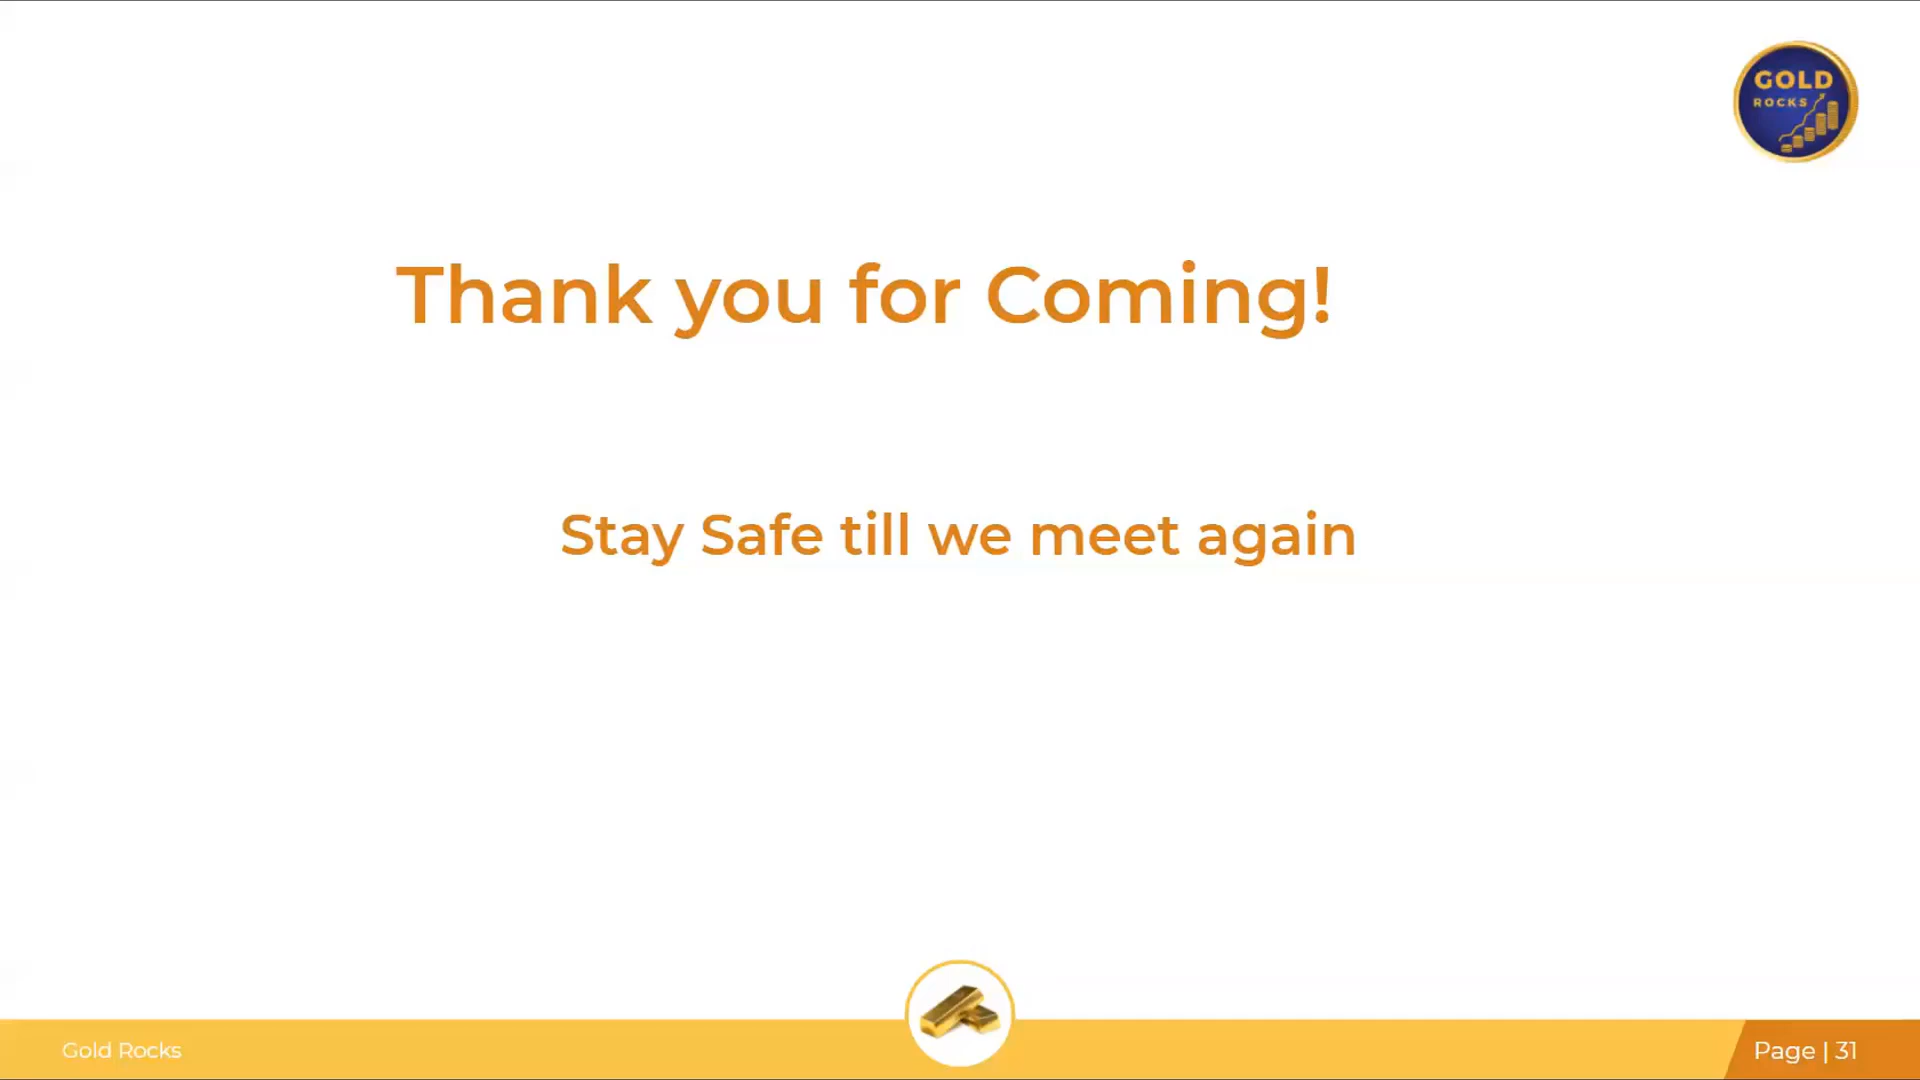 GOLD
ROCKS
Thank you for Coming!
Stay Safe till we meet again
Gold Rocks
Page | 31